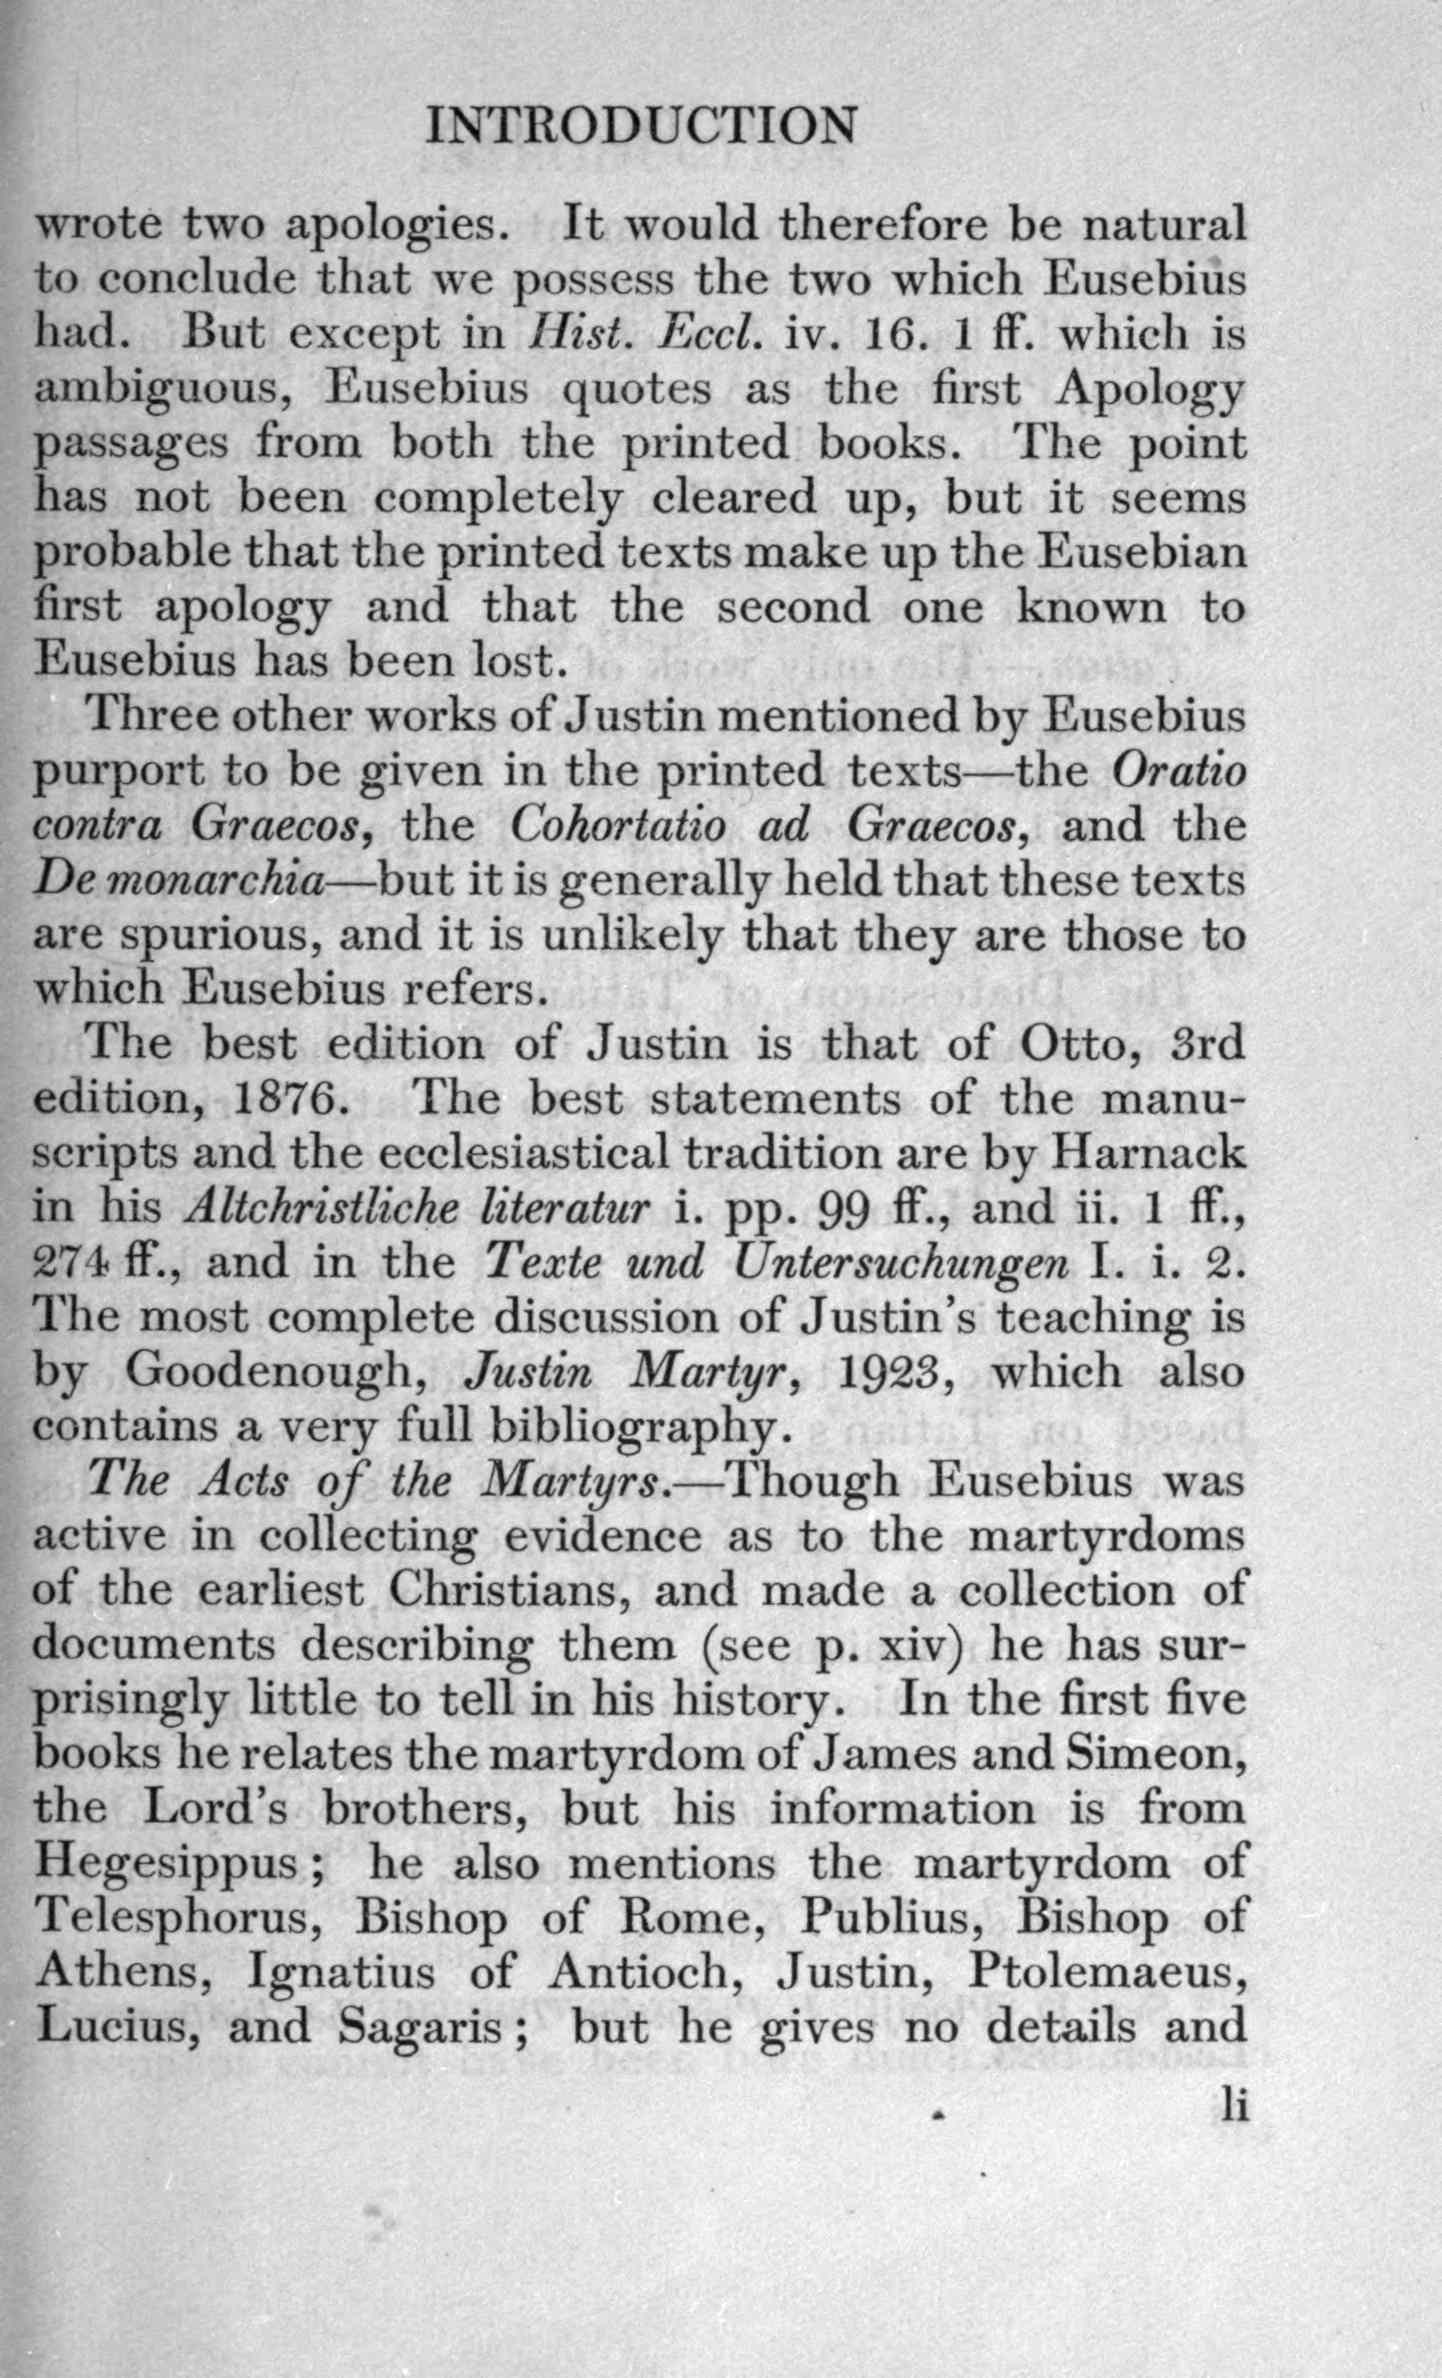 INTRODUCTION
wrote two apologies. It would therefore be natural
to conclude that we possess the two which Eusebius
had. But except in Hist. Eccl. iv. 16. 1 ff. which is
ambiguous, Eusebius quotes as the first Apology
passages from both the printed books. The point
has not been completely cleared up, but it seems
probable that the printed texts make up the Eusebian
first apology and that the second one known to
Eusebius has been lost.
Three other works of Justin mentioned by Eusebius
purport to be given in the printed texts—the Oratio
contra Graecos, the Cohortatio ad Graecos, and the
De monarchia—but it is generally held that these texts
are spurious, and it is unlikely that they are those to
which Eusebius refers.
The best edition of Justin is that of Otto, 3rd
edition, 1876. The best statements of the manu-
scripts and the ecclesiastical tradition are by Harnack
in his Altchristliche literatur i. pp. 99 ff., and ii. 1 ff.,
274 ff., and in the Texte und Untersuchungen I. i. 2.
The most complete discussion of Justin's teaching is
by Goodenough, Justin Martyr, 1923, which also
contains a very full bibliography.
The Acts of the Martyrs.—Though Eusebius was
active in collecting evidence as to the martyrdoms
of the earliest Christians, and made a collection of
documents describing them (see p. xiv) he has sur-
prisingly little to tell in his history. In the first five
books he relates the martyrdom of James and Simeon,
the Lord's brothers, but his information is from
Hegesippus ; he also mentions the martyrdom of
Telesphorus, Bishop of Rome, Publius, Bishop of
Athens, Ignatius of Antioch, Justin, Ptolemaeus,
Lucius, and Sagaris ; but he gives no details and
li